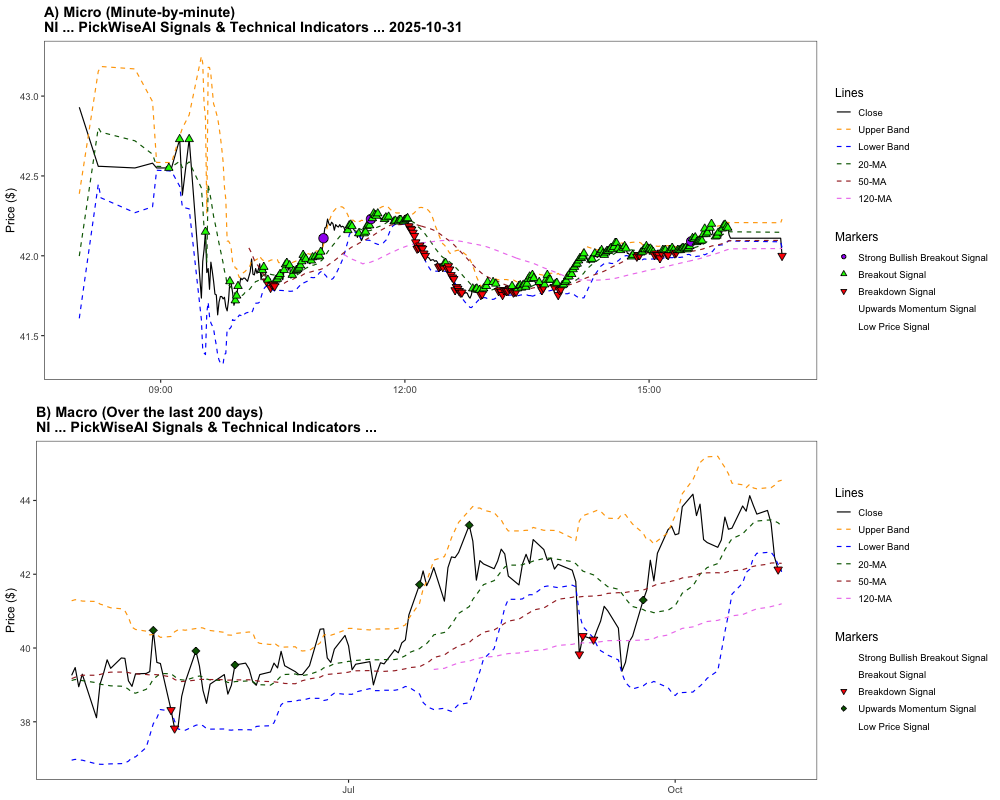 A) Micro (Minute-by-minute)
NI ... PickWiseAI Signals & Technical Indicators ... 2025-10-31
Price ($)
43.0
42.5
42.0
41.5
09:00
12:00
15:00
Lines
Close
Upper Band
Lower Band
20-MA
50-MA
120-MA
Markers
Strong Bullish Breakout Signal
Breakout Signal
Breakdown Signal
Upwards Momentum Signal
Low Price Signal
B) Macro (Over the last 200 days)
NI ... PickWiseAI Signals & Technical Indicators ...
Price ($)
44
42
40
38
Jul
Oct
Lines
Close
Upper Band
Lower Band
20-MA
50-MA
120-MA
Markers
Strong Bullish Breakout Signal
Breakout Signal
Breakdown Signal
Upwards Momentum Signal
Low Price Signal